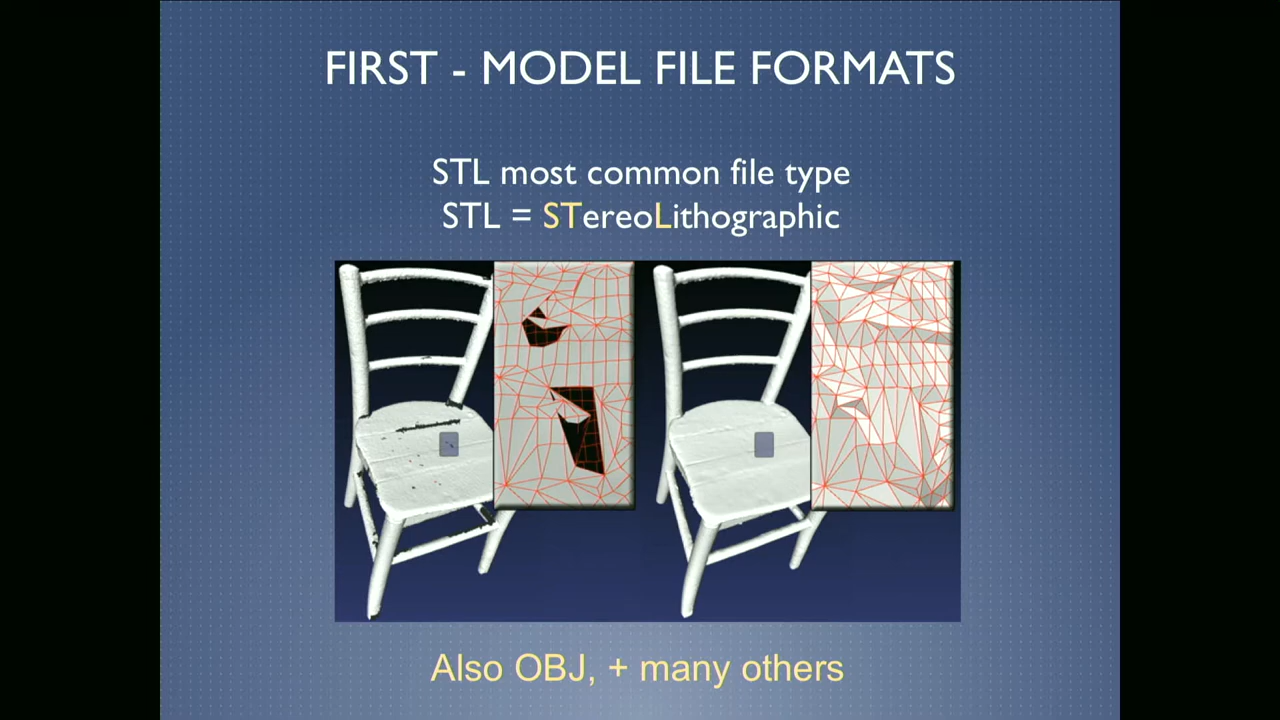 FIRST - MODEL FILE FORMATS
STL most common file type
STL = STereoLithographic
Also OBJ, + many others